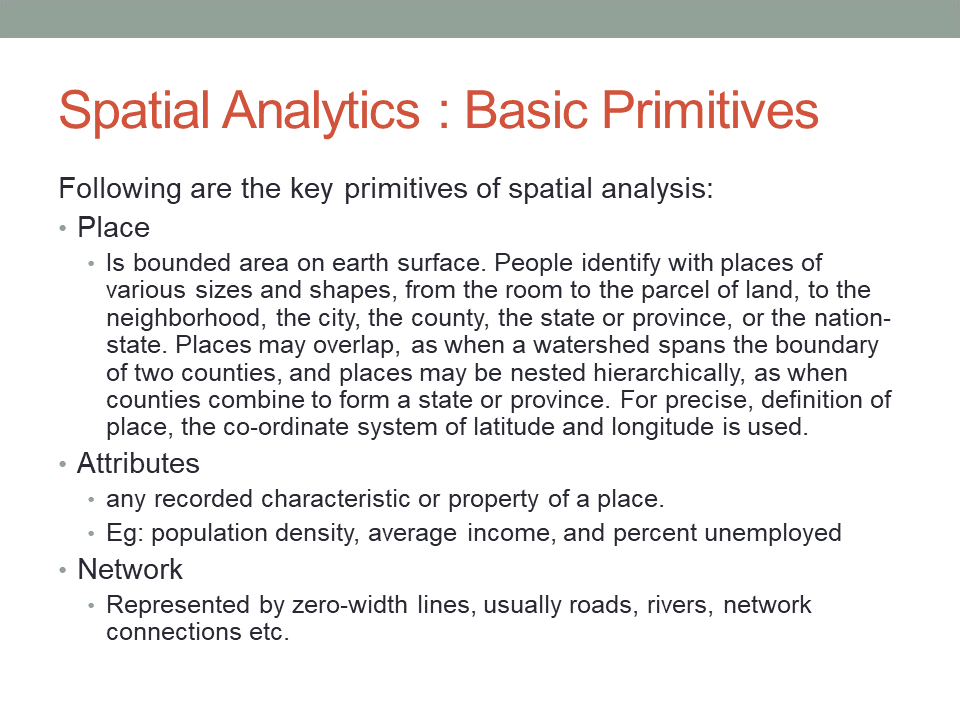 Spatial Analytics : Basic Primitives
Following are the key primitives of spatial analysis:
• Place
• Is bounded area on earth surface. People identify with places of
various sizes and shapes, from the room to the parcel of land, to the
neighborhood, the city, the county, the state or province, or the nation-
state. Places may overlap, as when a watershed spans the boundary
of two counties, and places may be nested hierarchically, as when
counties combine to form a state or province. For precise, definition of
place, the co-ordinate system of latitude and longitude is used.
• Attributes
• any recorded characteristic or property of a place.
• Eg: population density, average income, and percent unemployed
• Network
• Represented by zero-width lines, usually roads, rivers, network
connections etc.